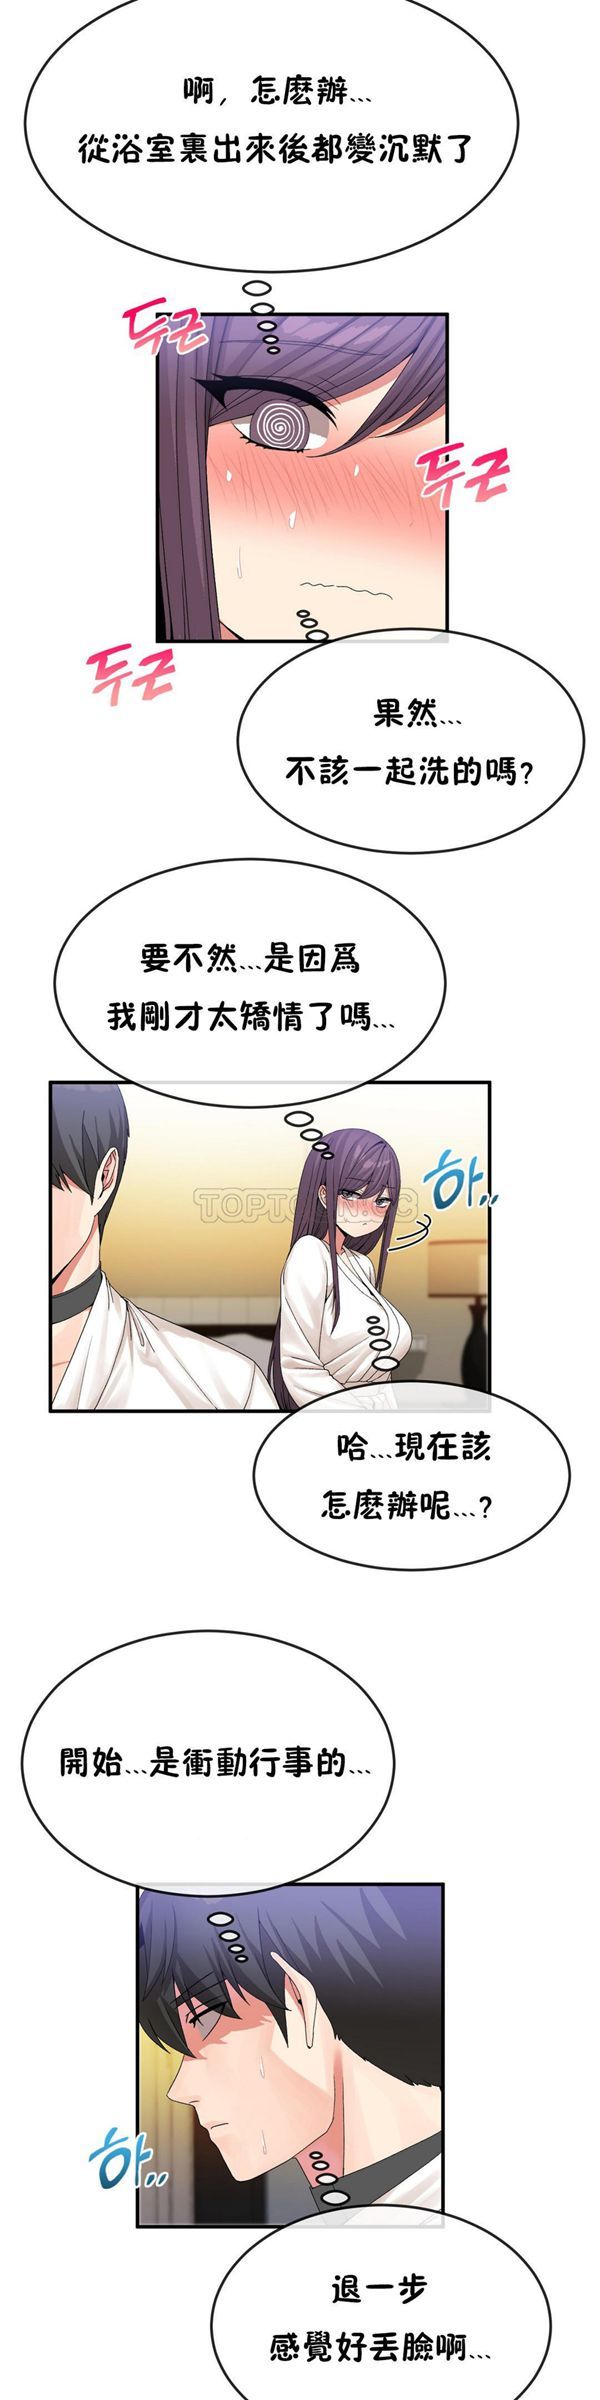 啊，怎麽辦...
從浴室裏出來後都變沉默了
두근
두근
두근
果然...
不該一起洗的嗎?
要不然...是因爲
我剛才太矯情了嗎...
하..
哈...現在該
怎麽辦呢...?
開始...是衝動行事的...
하..
退一步
感覺好丟臉啊...